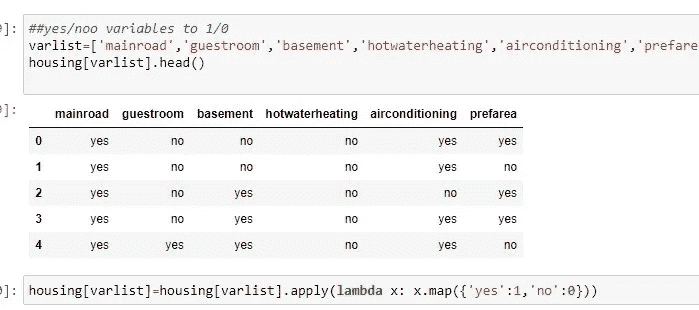 ]: ##yes/noo variables to 1/0
varlist=['mainroad','guestroom','basement','hotwaterheating','airconditioning','prefare
housing[varlist].head()
]:
mainroad guestroom basement hotwaterheating airconditioning prefarea
0 yes no no no yes yes
1 yes no no no yes no
2 yes no yes no no yes
3 yes no yes no yes yes
4 yes yes yes no yes no
]: housing[varlist]=housing[varlist].apply(lambda x: x.map({'yes':1,'no':0}))